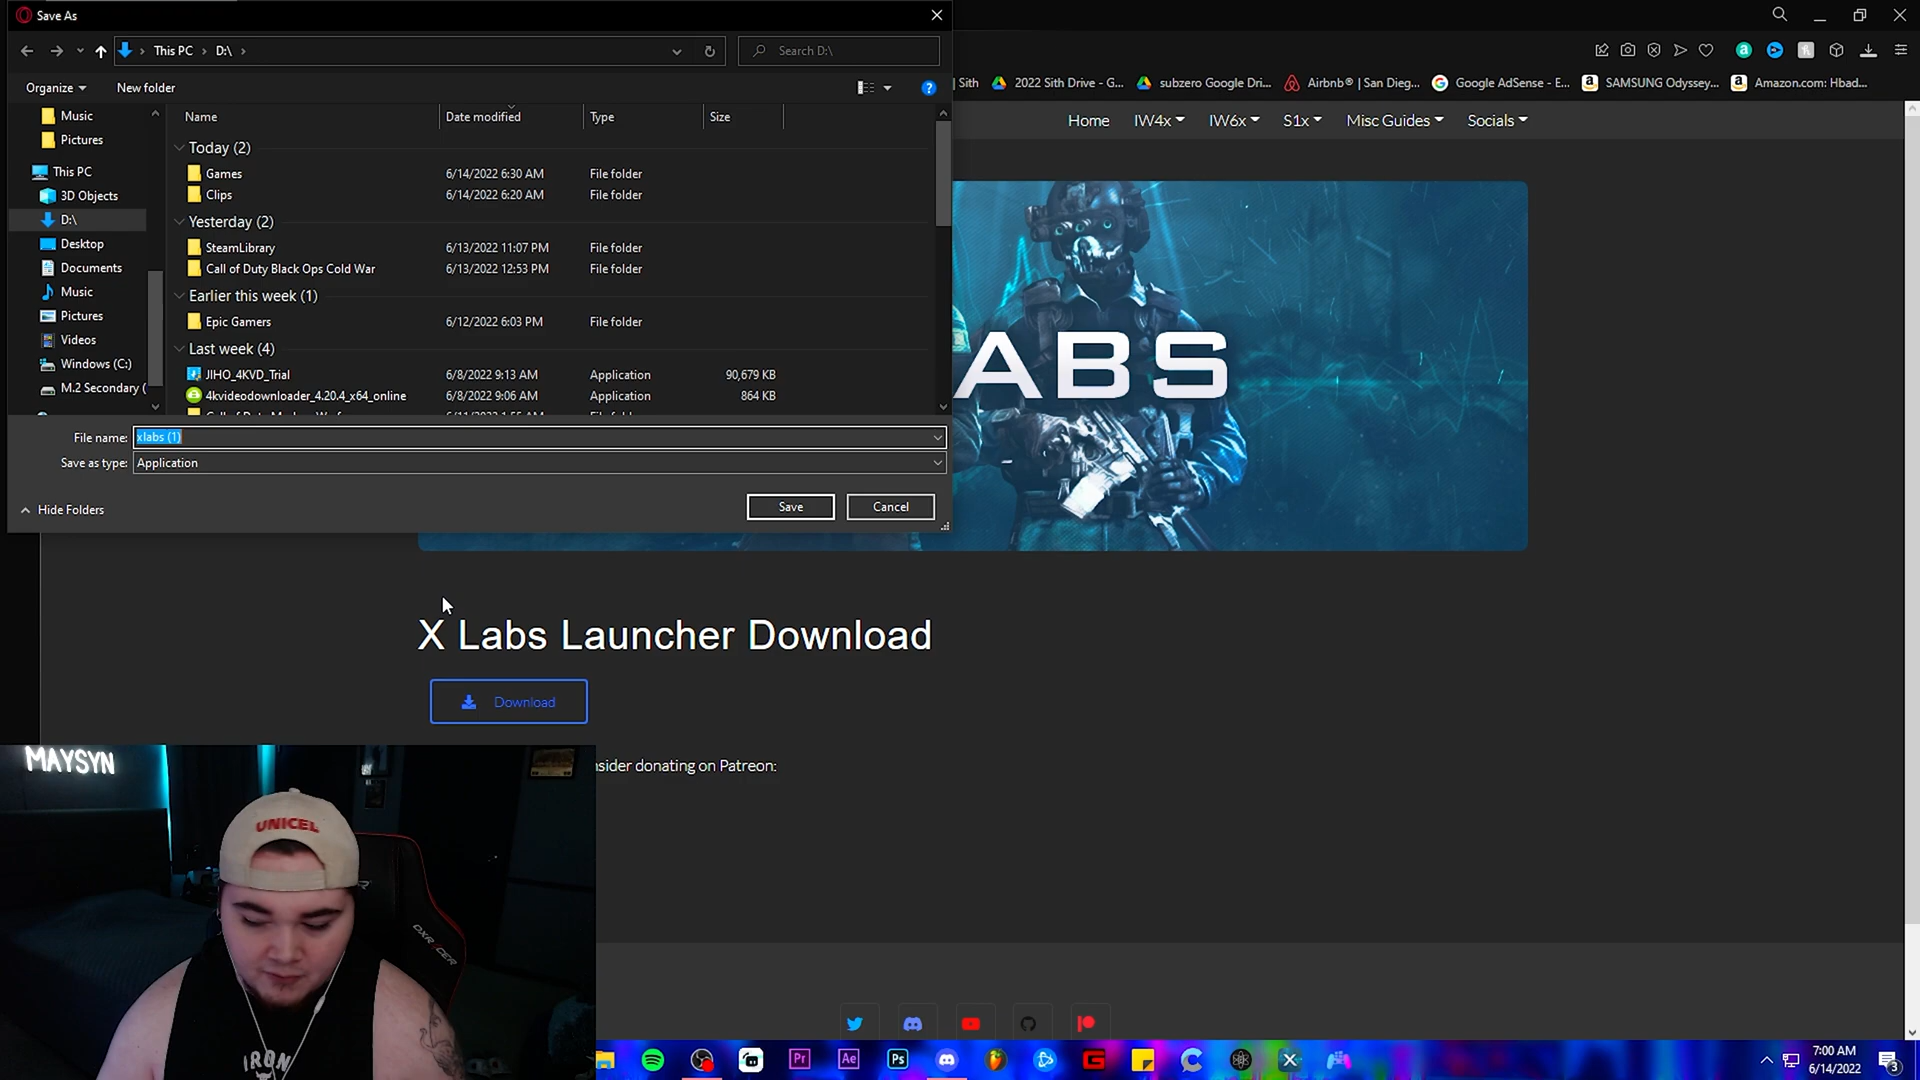 Save As
This PC
D:\
Search D:\
Organize
New folder
Music
Pictures
This PC
3D Objects
D:\
Desktop
Documents
Music
Pictures
Videos
Windows (C:)
M.2 Secondary (
Name Date modified Type Size
Today (2)
Games 6/14/2022 6:30 AM File folder
Clips 6/14/2022 6:20 AM File folder
Yesterday (2)
SteamLibrary 6/13/2022 11:07 PM File folder
Call of Duty Black Ops Cold War 6/13/2022 12:53 PM File folder
Earlier this week (1)
Epic Gamers 6/12/2022 6:03 PM File folder
Last week (4)
JIHO_4KVD_Trial 6/8/2022 9:13 AM Application 90,679 KB
4kvideodownloader_4.20.4_x64_online 6/8/2022 9:06 AM Application 864 KB
File name: xlabs (1)
Save as type: Application
Hide Folders
Save
Cancel
Sith
2022 Sith Drive - G...
subzero Google Dri...
Airbnb® | San Dieg...
Google AdSense - E...
SAMSUNG Odyssey...
Amazon.com: Hbad...
Home
IW4x
IW6x
S1x
Misc Guides
Socials
ABS
X Labs Launcher Download
Download
nsider donating on Patreon:
MAYSYN
UNICEL
DXRACER
IRON
Pr
Ae
Ps
7:00 AM
6/14/2022
3